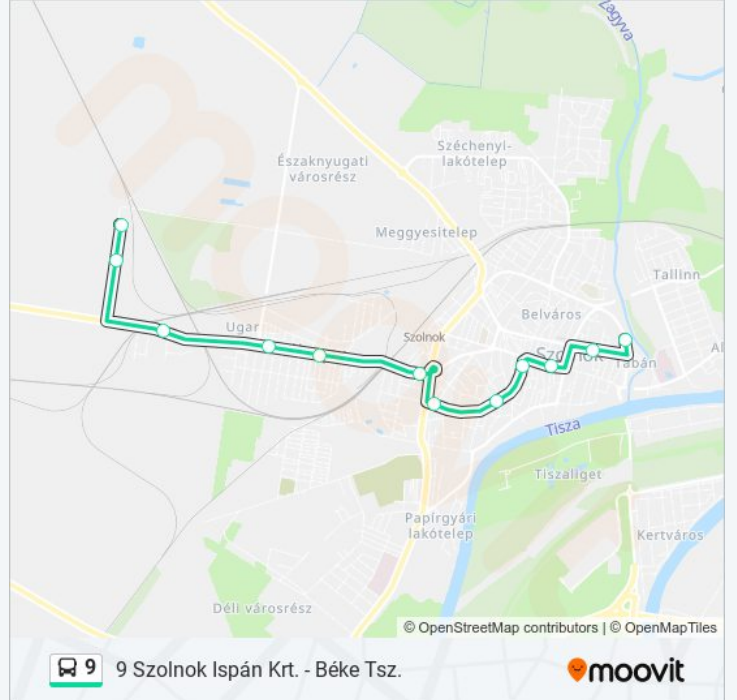 Zagyva
Széchenyi-
lakótelep
Északnyugati
városrész
Meggyesitelep
Tallinn
Belváros
Ugar
Szolnok
Szolnok
Tabán
Tisza
Tiszaliget
Papírgyári
lakótelep
Kertváros
Déli városrész
© OpenStreetMap contributors | © OpenMapTiles
9
9 Szolnok Ispán Krt. - Béke Tsz.
moovit